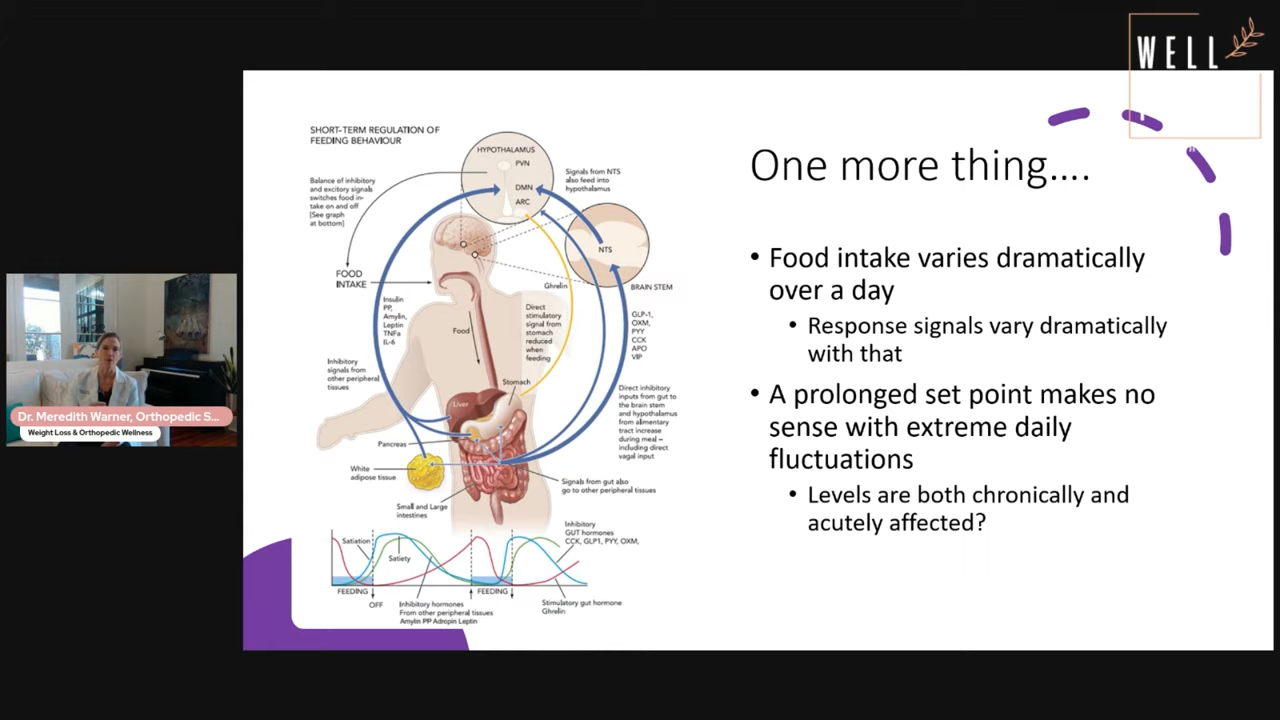 WELL
SHORT-TERM REGULATION OF
FEEDING BEHAVIOUR
HYPOTHALAMUS
PVN
DMN
ARC
Signals from NTS
also feed into
hypothalamus
Balance of inhibitory
and excitory signals
switches food in-
take on and off
[See graph
at bottom]
NTS
BRAIN STEM
FOOD
INTAKE
Ghrelin
Insulin
PP,
Amylin,
Leptin
TNFa
IL-6
Food
Direct
stimulatory
signal from
stomach
reduced
when
feeding
GLP-1,
OXM,
PYY
CCK
APO
VIP
Inhibitory
signals from
other peripheral
tissues
Stomach
Liver
Direct inhibitory
inputs from gut to
the brain stem
and hypothalamus
from alimentary
tract increase
during meal –
including direct
vagal input
Pancreas
White
adipose tissue
Small and Large
intestines
Signals from gut also
go to other peripheral tissues
Inhibitory
GUT hormones
CCK, GLP1, PYY, OXM,
Satiation
Satiety
FEEDING
OFF
FEEDING
Inhibitory hormones
From other peripheral tissues
Amylin PP Adropin Leptin
Stimulatory gut hormone
Ghrelin
One more thing....
• Food intake varies dramatically
over a day
• Response signals vary dramatically
with that
• A prolonged set point makes no
sense with extreme daily
fluctuations
• Levels are both chronically and
acutely affected?
Dr. Meredith Warner, Orthopedic S...
Weight Loss & Orthopedic Wellness